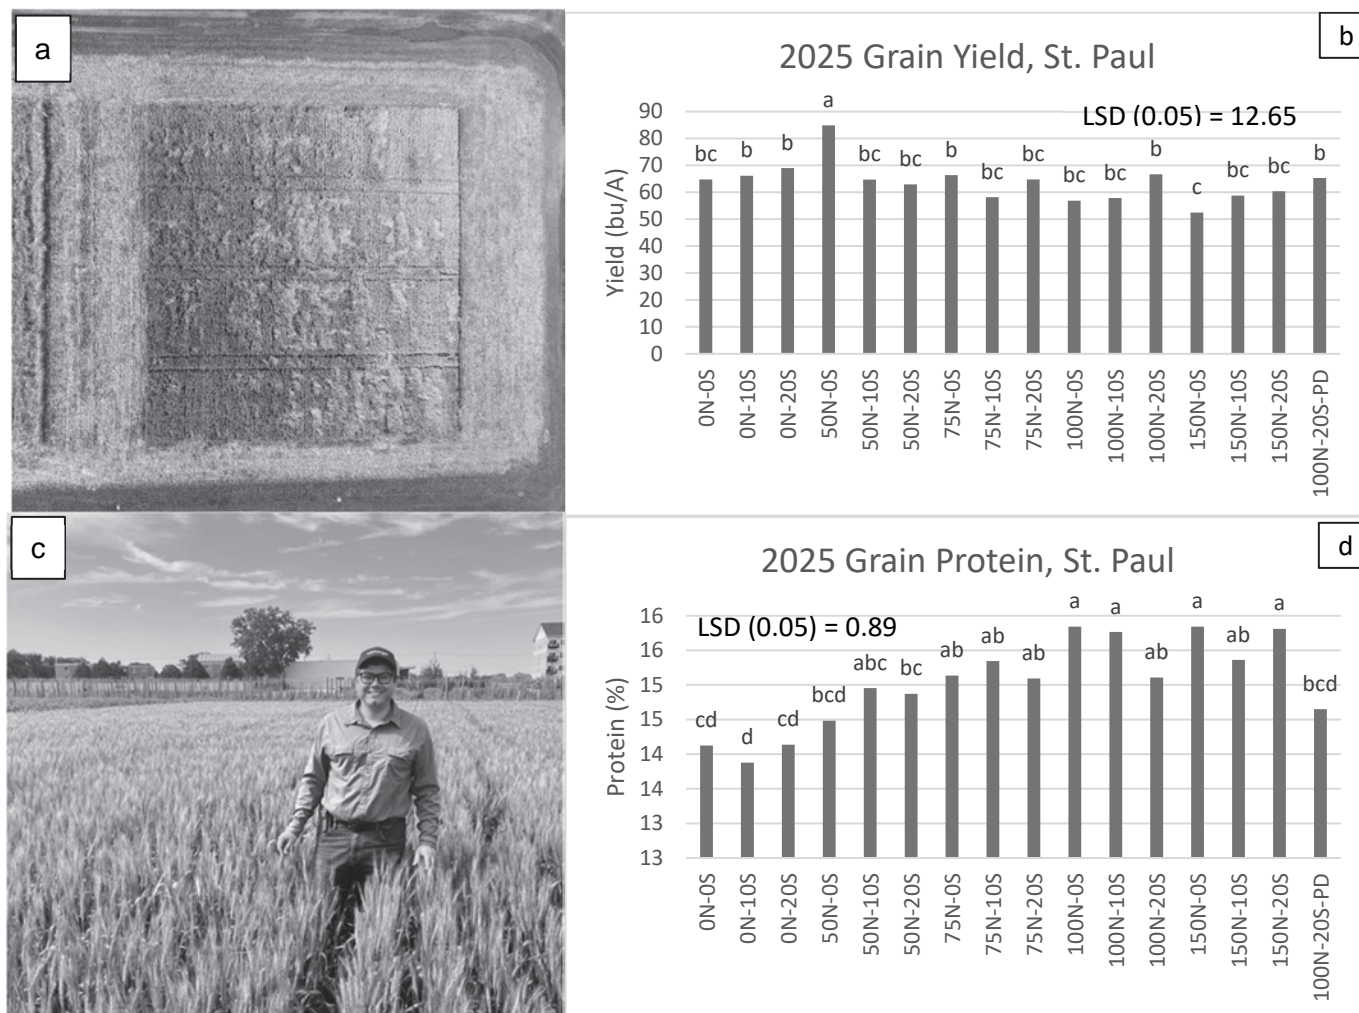 a
b
2025 Grain Yield, St. Paul
LSD (0.05) = 12.65
Yield (bu/A)
90
80
70
60
50
40
30
20
10
0
bc
b
b
a
bc
bc
b
bc
bc
bc
bc
b
c
bc
bc
b
0N-0S
0N-10S
0N-20S
50N-0S
50N-10S
50N-20S
75N-0S
75N-10S
75N-20S
100N-0S
100N-10S
100N-20S
150N-0S
150N-10S
150N-20S
100N-20S-PD
c
d
2025 Grain Protein, St. Paul
LSD (0.05) = 0.89
Protein (%)
16
16
15
15
14
14
13
13
cd
d
cd
bcd
abc
bc
ab
ab
ab
a
a
ab
a
ab
a
bcd
0N-0S
0N-10S
0N-20S
50N-0S
50N-10S
50N-20S
75N-0S
75N-10S
75N-20S
100N-0S
100N-10S
100N-20S
150N-0S
150N-10S
150N-20S
100N-20S-PD